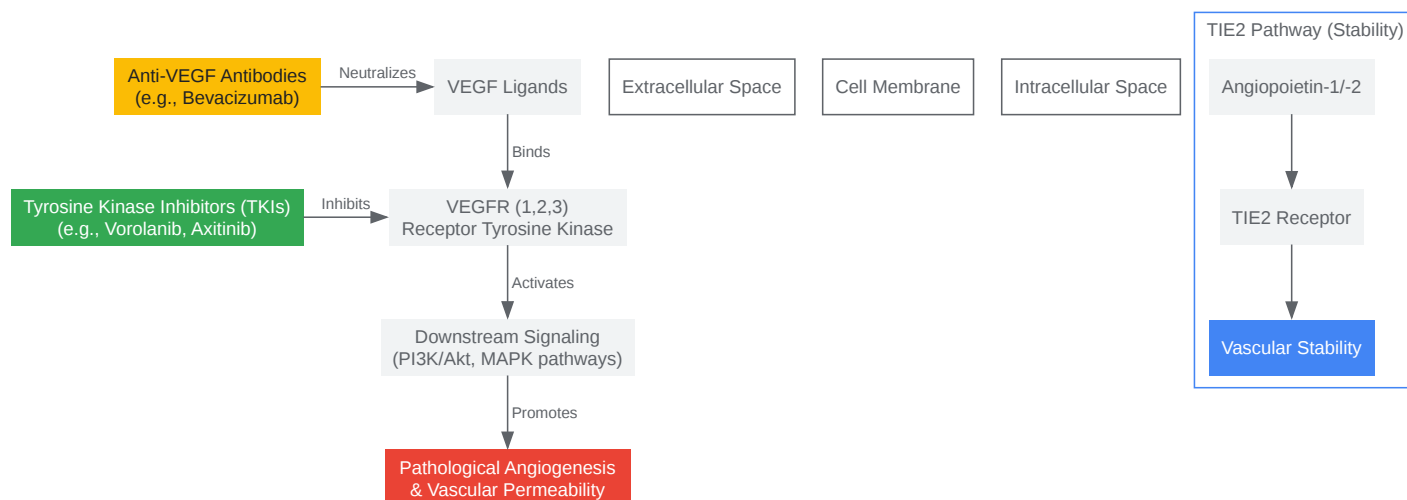 TIE2 Pathway (Stability)
Anti-VEGF Antibodies
(e.g., Bevacizumab)
Neutralizes
VEGF Ligands
Extracellular Space
Cell Membrane
Intracellular Space
Angiopoietin-1/-2
Binds
Tyrosine Kinase Inhibitors (TKIs)
(e.g., Vorolanib, Axitinib)
Inhibits
VEGFR (1,2,3)
Receptor Tyrosine Kinase
TIE2 Receptor
Activates
Downstream Signaling
(PI3K/Akt, MAPK pathways)
Vascular Stability
Promotes
Pathological Angiogenesis
& Vascular Permeability